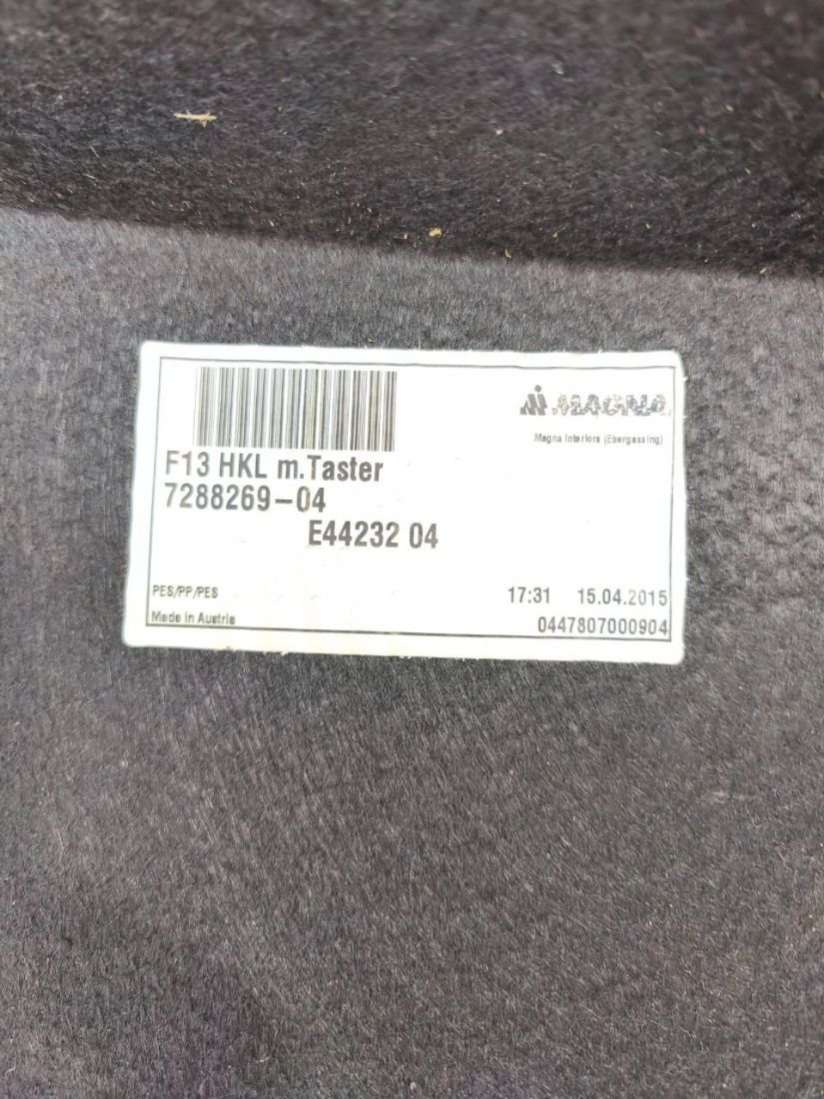 MAGNA
Magna Interiors (Ebergassing)
F13 HKL m.Taster
7288269-04
E44232 04
PES/PP/PES
17:31 15.04.2015
Made in Austria
0447807000904